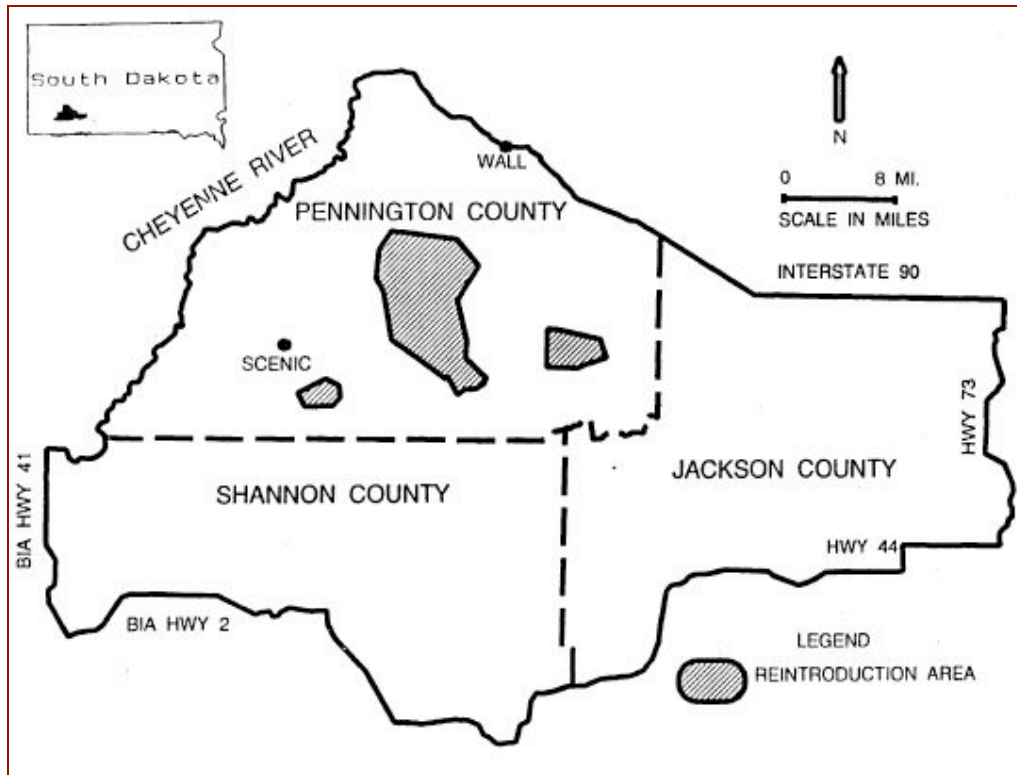 South Dakota
CHEYENNE RIVER
WALL
PENNINGTON COUNTY
N
0 8 MI.
SCALE IN MILES
INTERSTATE 90
SCENIC
HWY 73
BIA HWY 41
SHANNON COUNTY
JACKSON COUNTY
HWY 44
BIA HWY 2
LEGEND
REINTRODUCTION AREA